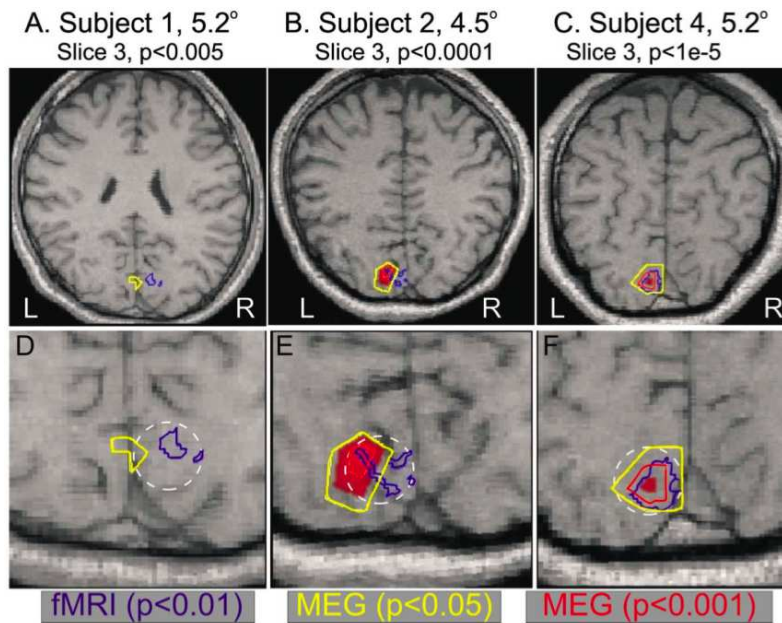 A. Subject 1, 5.2° B. Subject 2, 4.5° C. Subject 4, 5.2°
Slice 3, p<0.005 Slice 3, p<0.0001 Slice 3, p<1e-5
L R L R L R
D E F
fMRI (p<0.01) MEG (p<0.05) MEG (p<0.001)